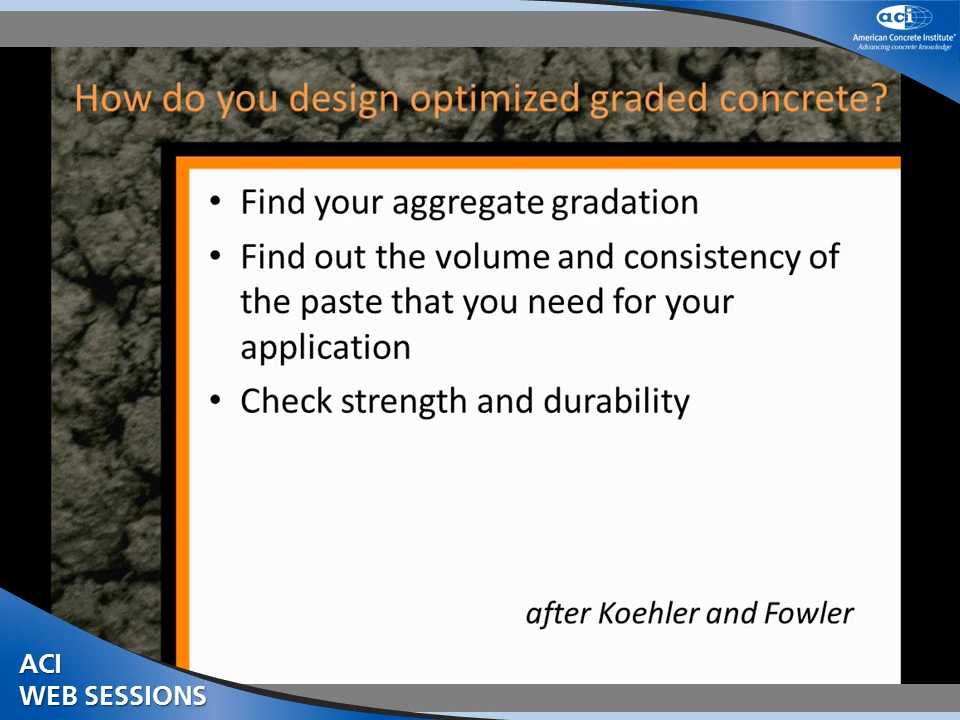 aci
American Concrete Institute®
Advancing concrete knowledge
How do you design optimized graded concrete?
• Find your aggregate gradation
• Find out the volume and consistency of
the paste that you need for your
application
• Check strength and durability
after Koehler and Fowler
ACI
WEB SESSIONS